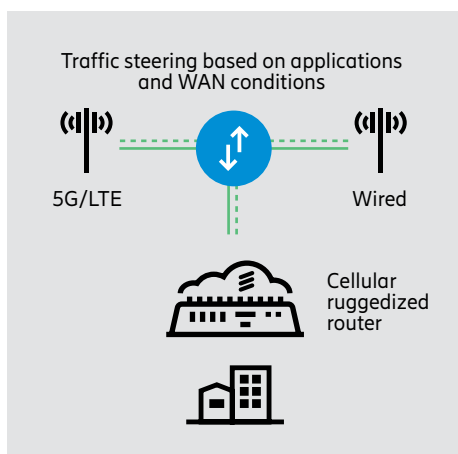 Traffic steering based on applications
and WAN conditions
5G/LTE
Wired
Cellular
ruggedized
router